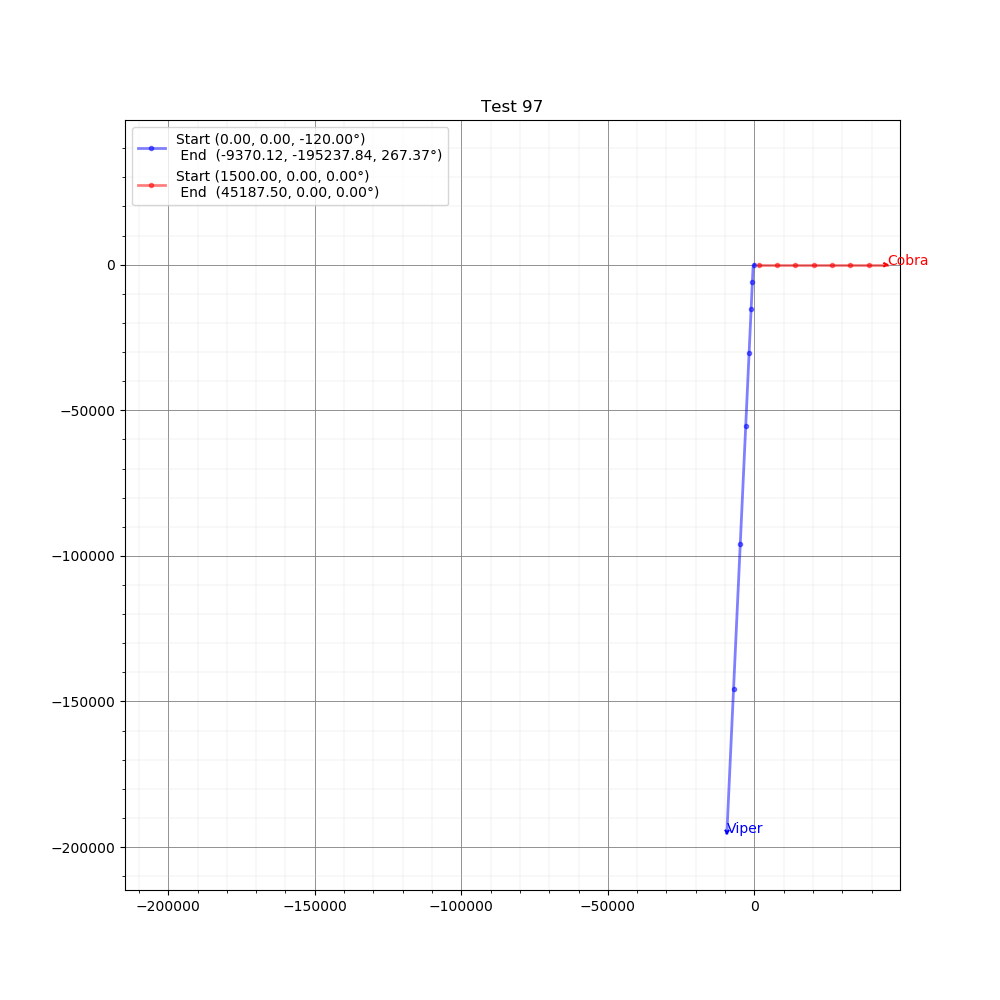 Test 97
Start (0.00, 0.00, -120.00°)
End (-9370.12, -195237.84, 267.37°)
Start (1500.00, 0.00, 0.00°)
End (45187.50, 0.00, 0.00°)
0
Cobra
−50000
−100000
−150000
Viper
−200000
−200000 −150000 −100000 −50000 0